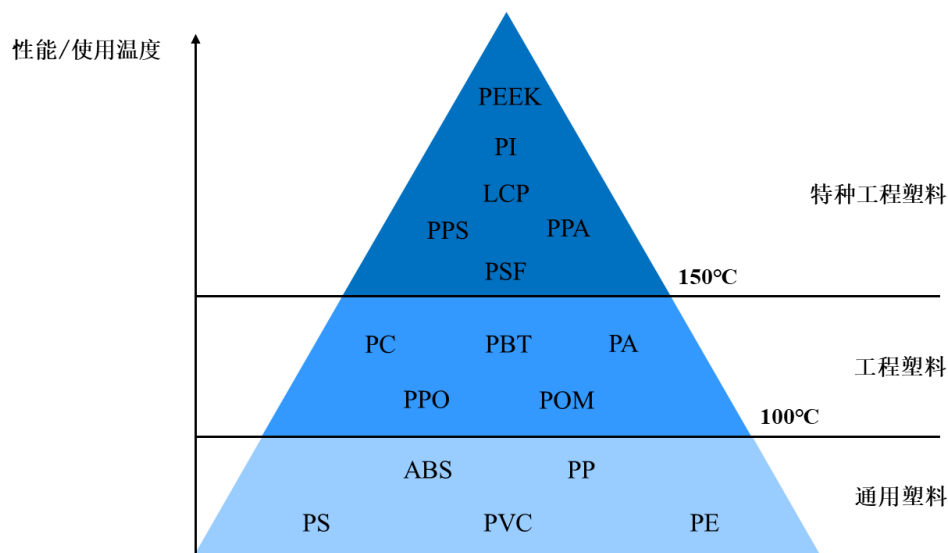 性能/使用温度
PEEK
PI
LCP
特种工程塑料
PPS PPA
PSF
150℃
PC PBT PA
工程塑料
PPO POM
100℃
ABS PP
通用塑料
PS PVC PE